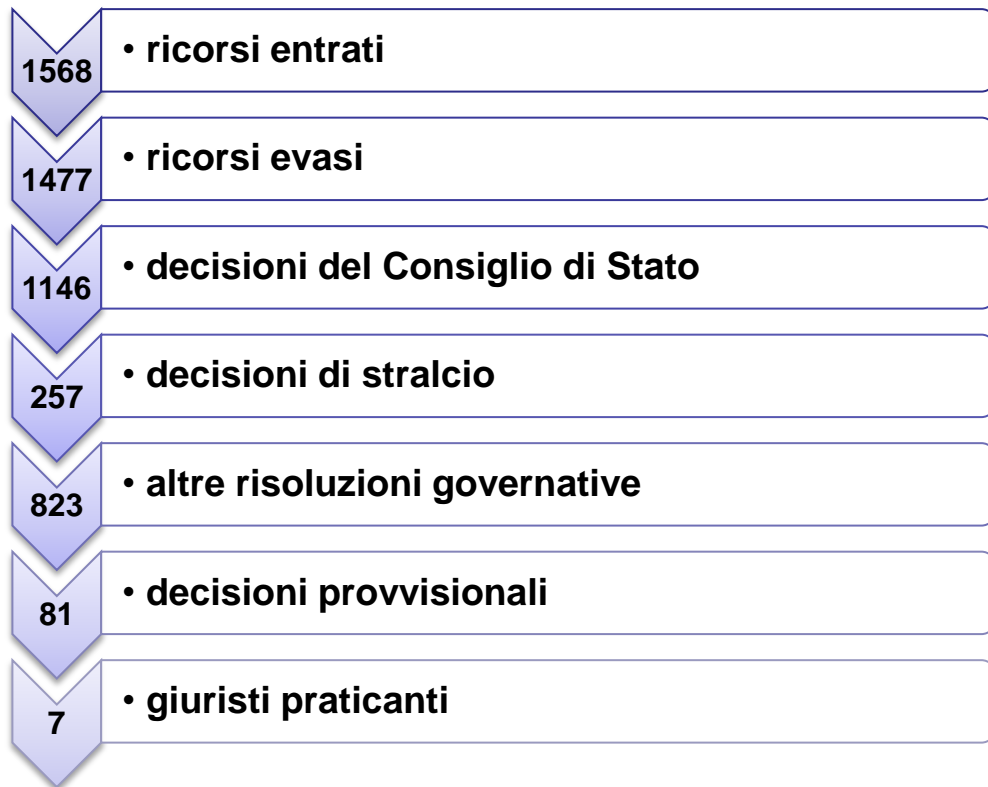 1568
• ricorsi entrati
1477
• ricorsi evasi
1146
• decisioni del Consiglio di Stato
257
• decisioni di stralcio
823
• altre risoluzioni governative
81
• decisioni provvisionali
7
• giuristi praticanti